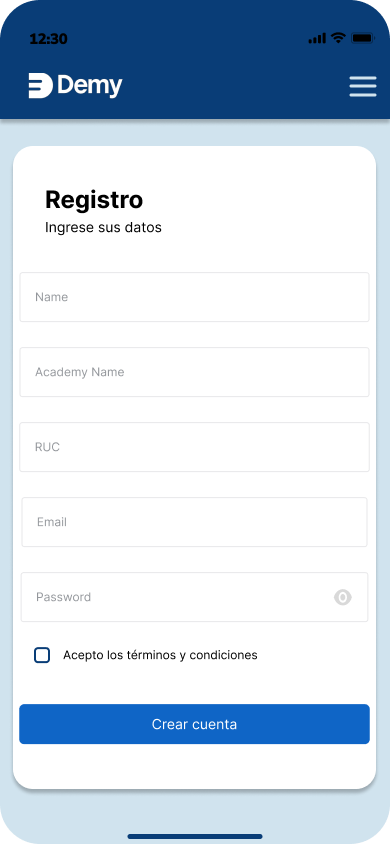 12:30
Demy
Registro
Ingrese sus datos
Name
Academy Name
RUC
Email
Password
Acepto los términos y condiciones
Crear cuenta